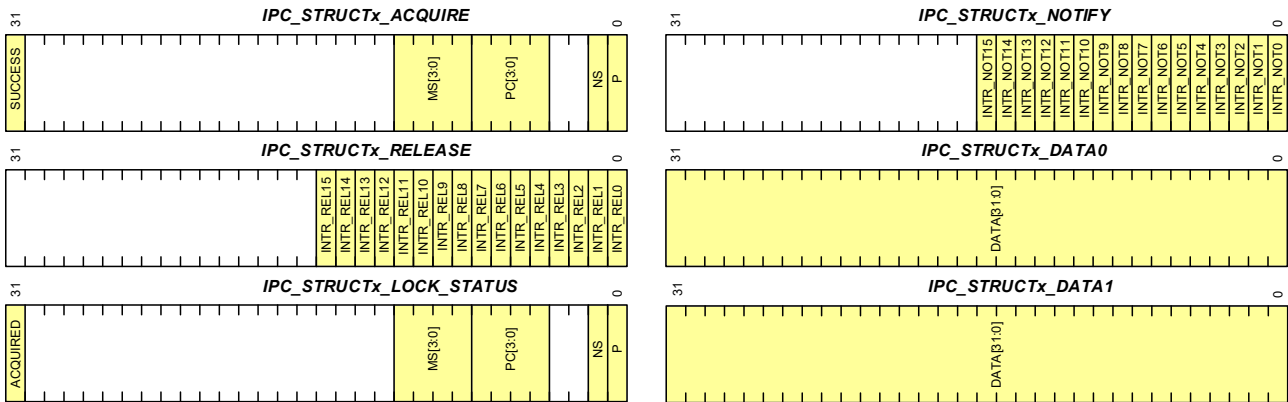 IPC_STRUCTx_ACQUIRE
31
0
SUCCESS
MS[3:0]
PC[3:0]
NS
P
IPC_STRUCTx_RELEASE
31
0
INTR_REL15
INTR_REL14
INTR_REL13
INTR_REL12
INTR_REL11
INTR_REL10
INTR_REL9
INTR_REL8
INTR_REL7
INTR_REL6
INTR_REL5
INTR_REL4
INTR_REL3
INTR_REL2
INTR_REL1
INTR_REL0
IPC_STRUCTx_LOCK_STATUS
31
0
ACQUIRED
MS[3:0]
PC[3:0]
NS
P
IPC_STRUCTx_NOTIFY
31
0
INTR_NOT15
INTR_NOT14
INTR_NOT13
INTR_NOT12
INTR_NOT11
INTR_NOT10
INTR_NOT9
INTR_NOT8
INTR_NOT7
INTR_NOT6
INTR_NOT5
INTR_NOT4
INTR_NOT3
INTR_NOT2
INTR_NOT1
INTR_NOT0
IPC_STRUCTx_DATA0
31
0
DATA[31:0]
IPC_STRUCTx_DATA1
31
0
DATA[31:0]